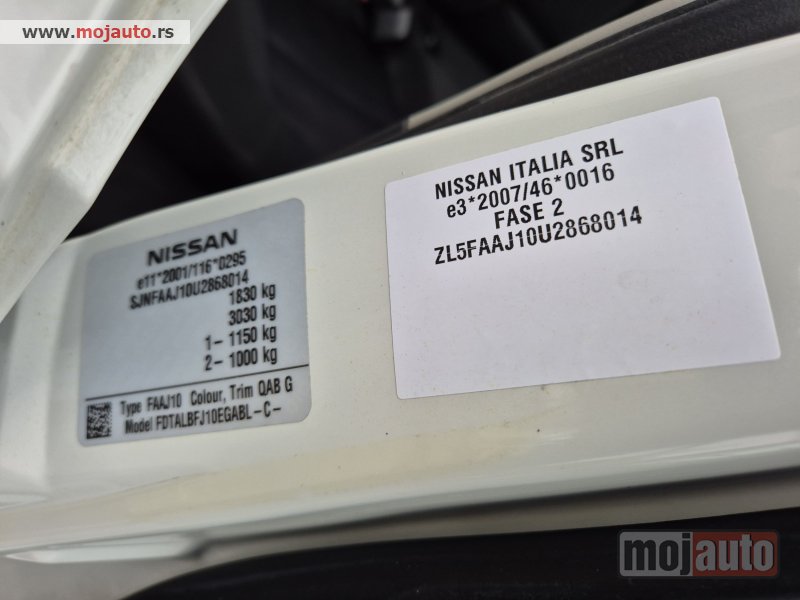 www.mojauto.rs
NISSAN
e11*2001/116*0295
SJNFAAJ10U2868014
1830 kg
3030 kg
1- 1150 kg
2- 1000 kg
Type FAAJ10 Colour, Trim QAB G
Model FDTALBFJ10EGABL-C-
NISSAN ITALIA SRL
e3*2007/46*0016
FASE 2
ZL5FAAJ10U2868014
mojauto